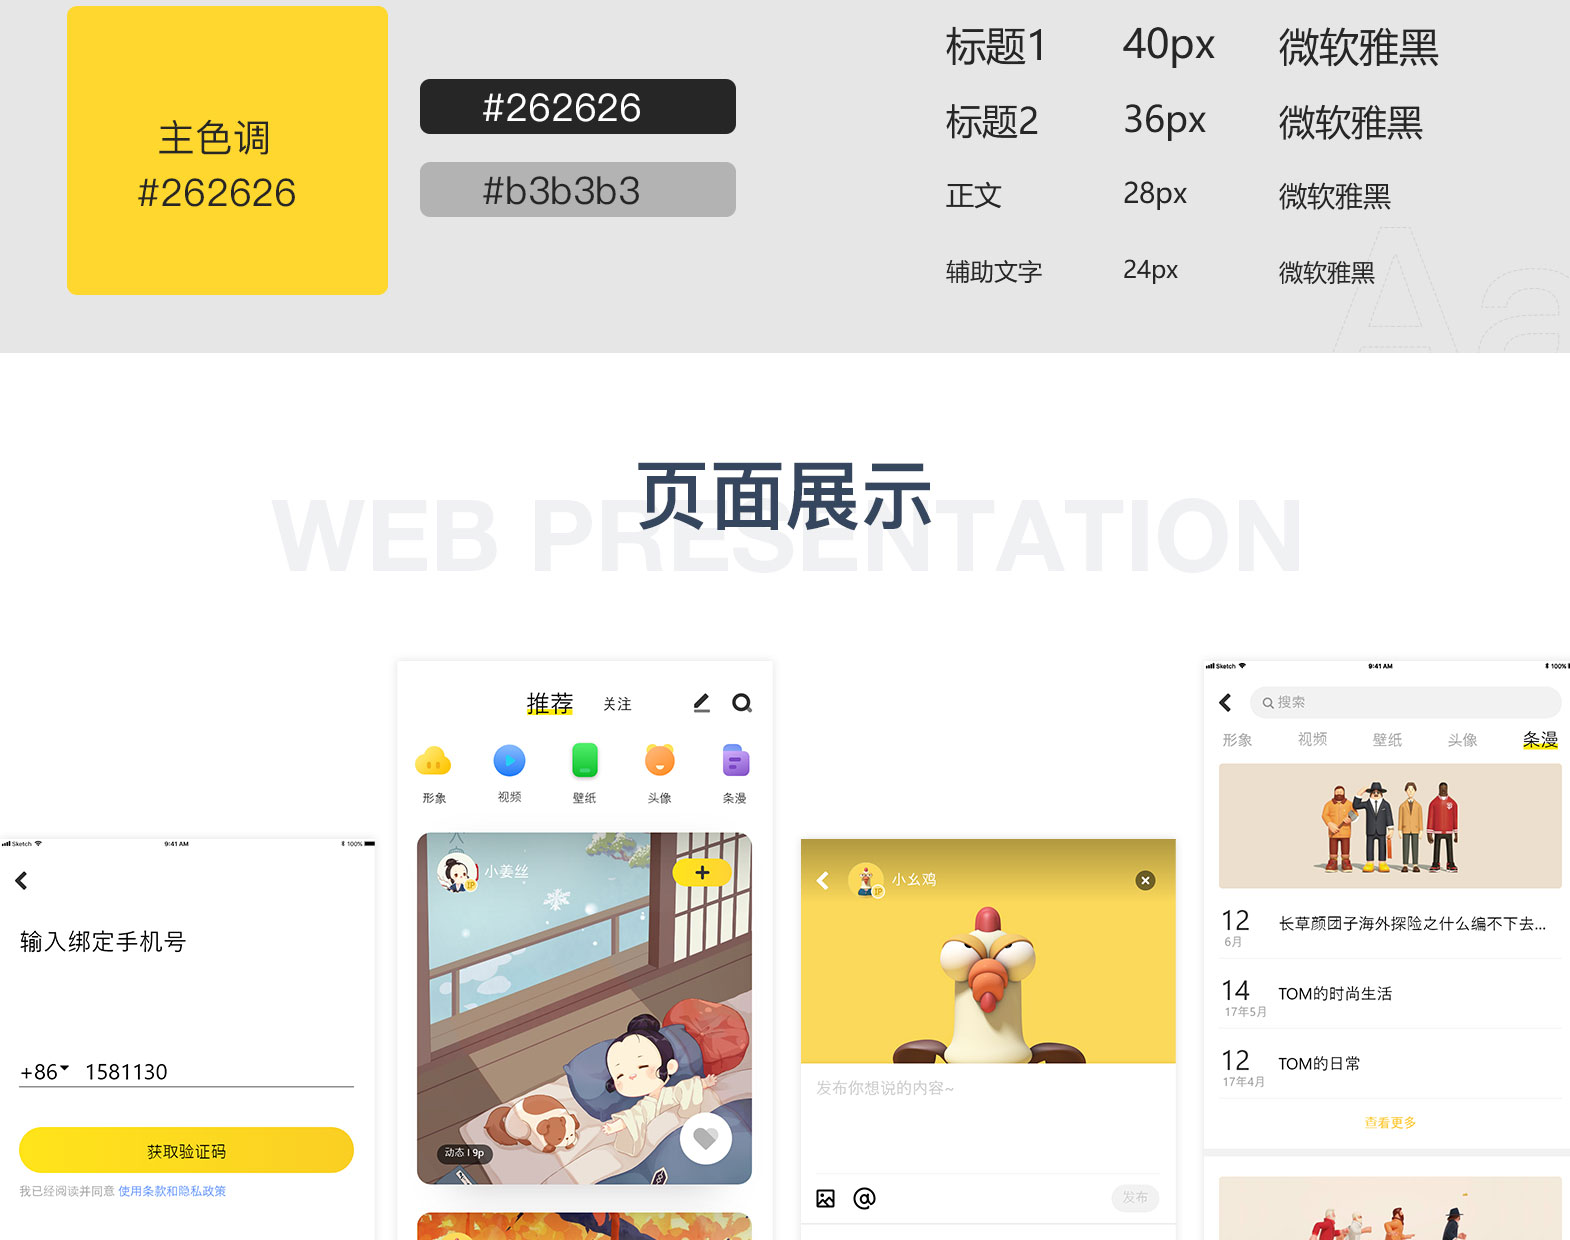 主色调
#262626
#262626
#b3b3b3
标题1 40px 微软雅黑
标题2 36px 微软雅黑
正文 28px 微软雅黑
辅助文字 24px 微软雅黑
Aa
页面展示
WEB PRESENTATION
Sketch 9:41 AM 100%
输入绑定手机号
+86 1581130
获取验证码
我已经阅读并同意 使用条款和隐私政策
推荐 关注
形象 视频 壁纸 头像 条漫
小姜丝
IP
动态 | 9p
小幺鸡
IP
发布你想说的内容~
发布
Sketch 9:41 AM 100%
搜索
形象 视频 壁纸 头像 条漫
12 长草颜团子海外探险之什么编不下去...
6月
14 TOM的时尚生活
17年5月
12 TOM的日常
17年4月
查看更多